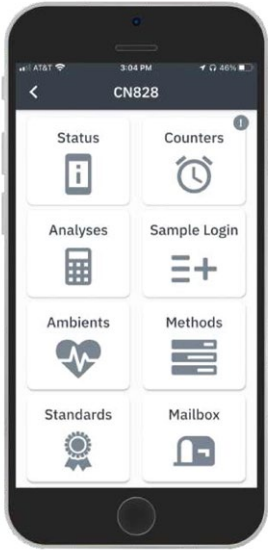 AT&T 3:04 PM 46%
CN828
Status
Counters
Analyses
Sample Login
Ambients
Methods
Standards
Mailbox